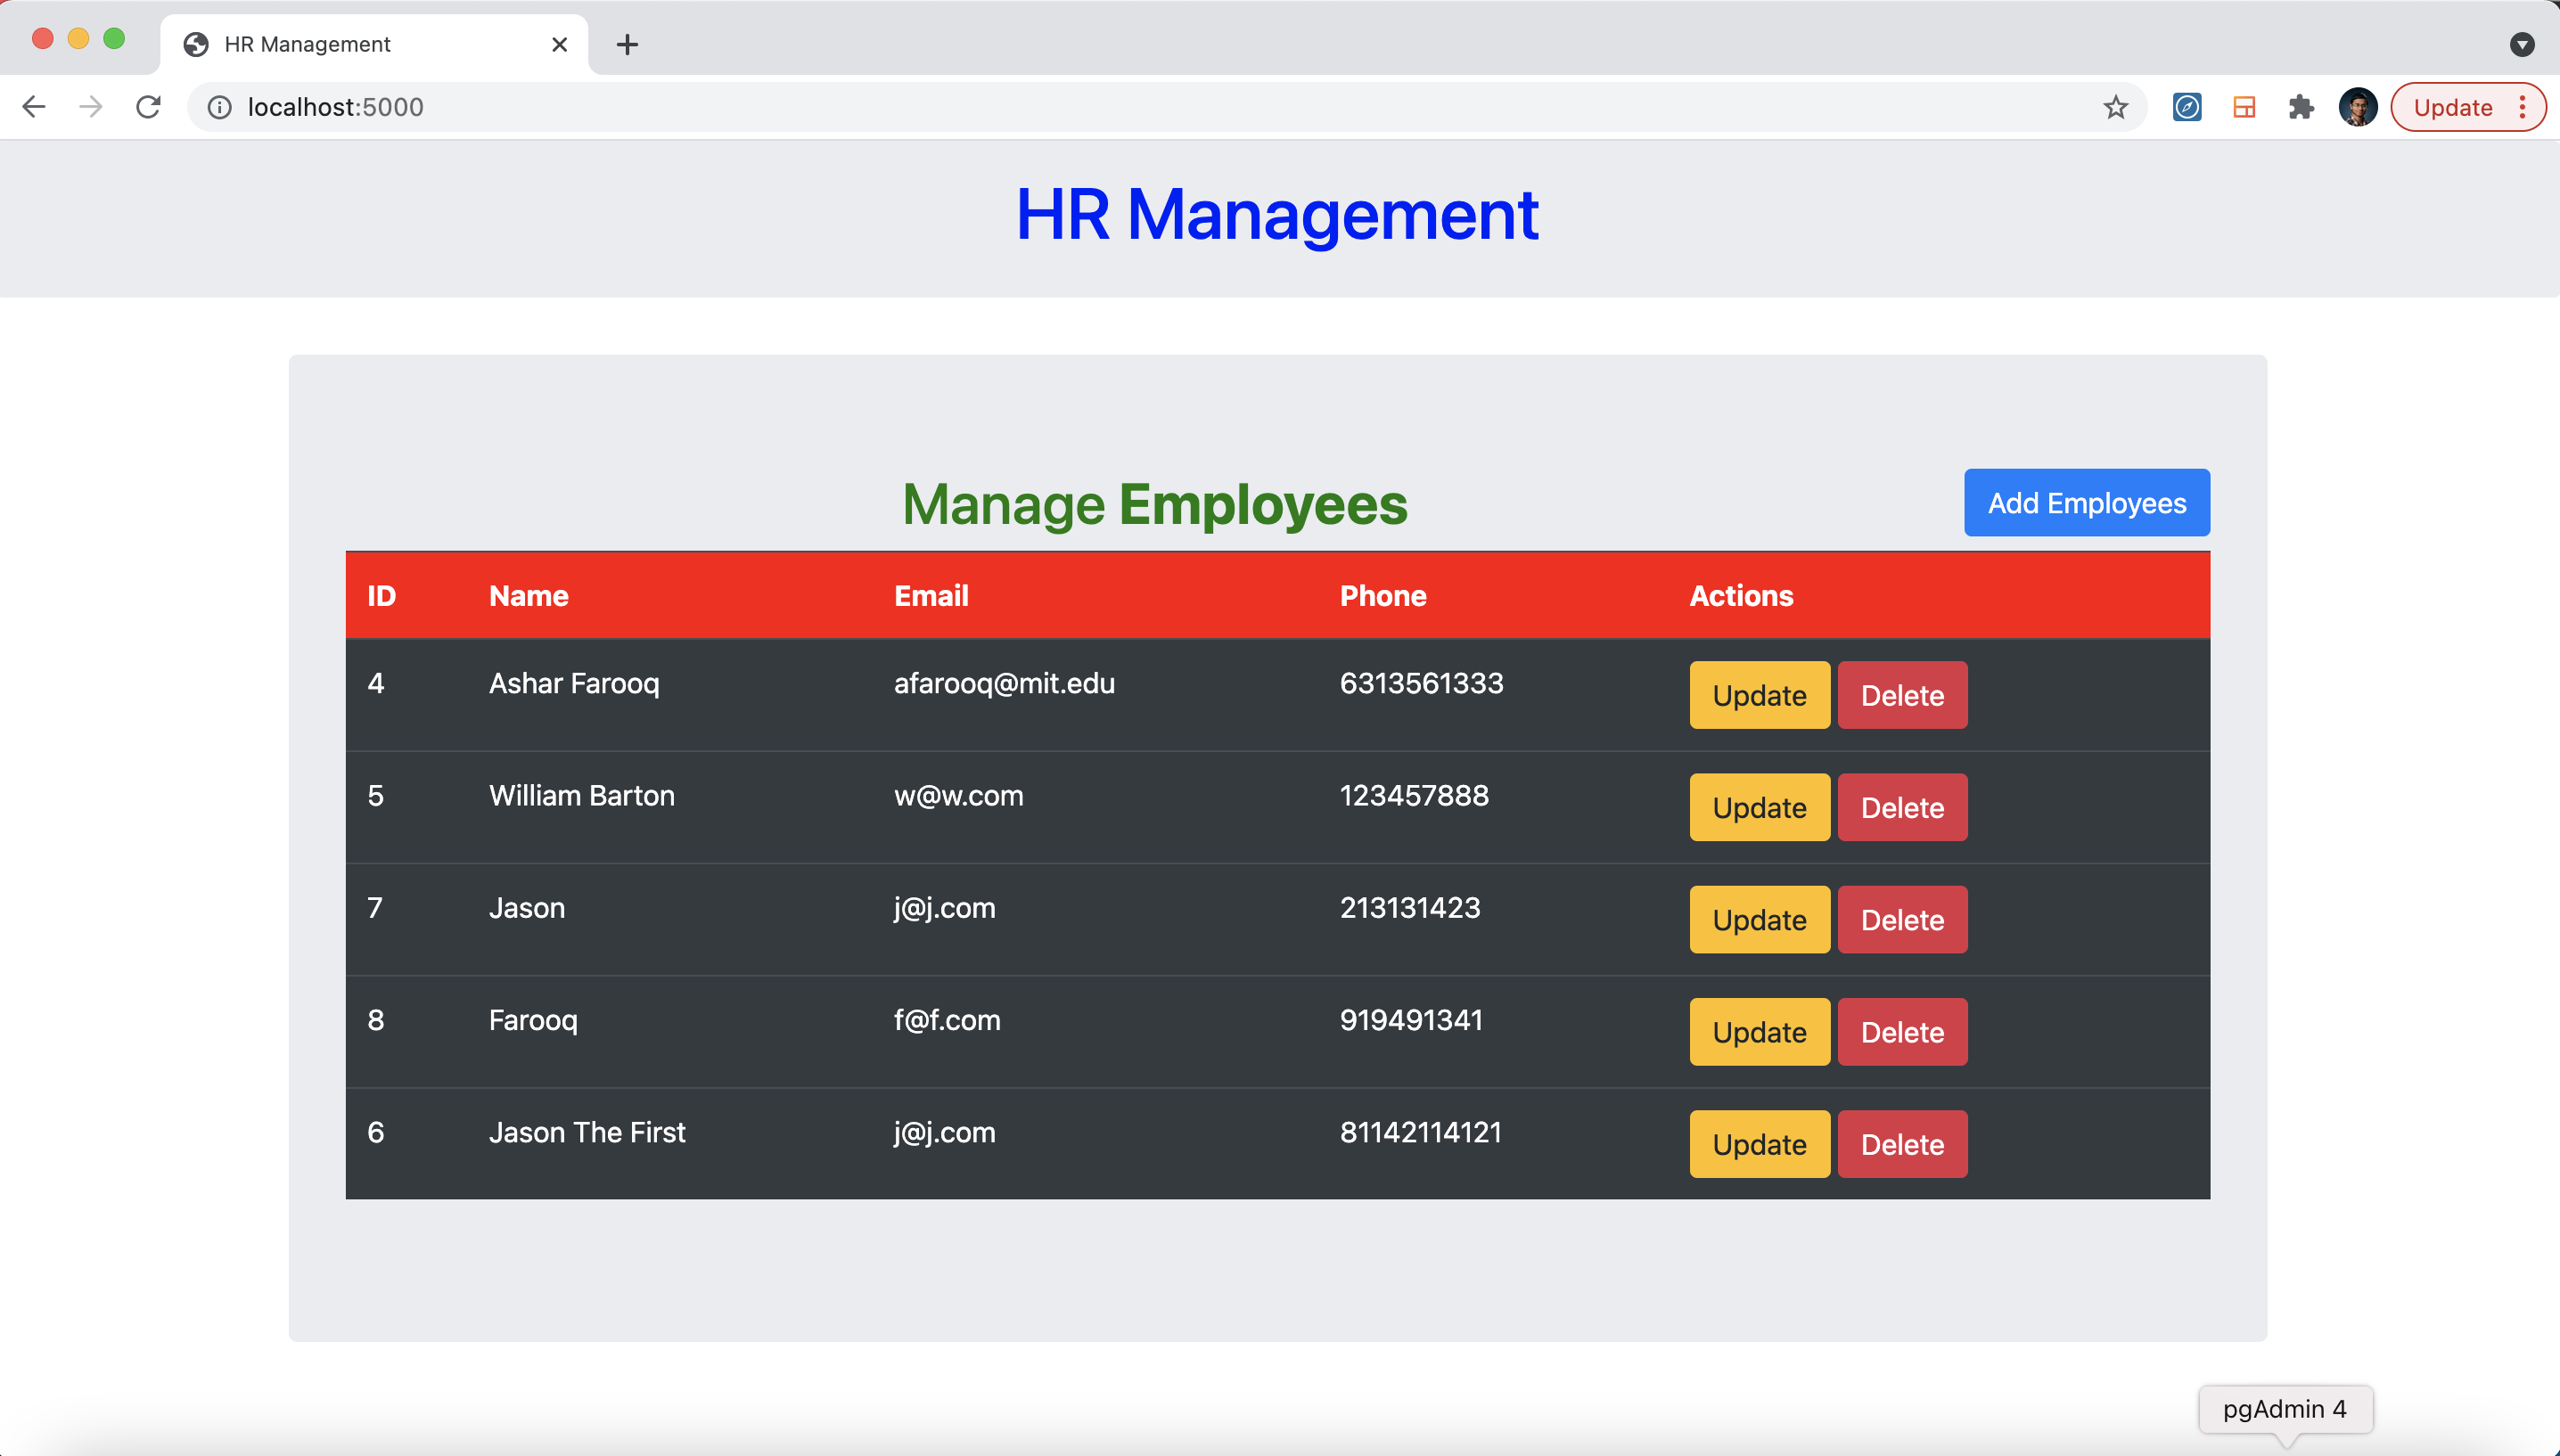 HR Management
localhost:5000
Update
HR Management
Manage Employees
Add Employees
ID Name Email Phone Actions
4 Ashar Farooq afarooq@mit.edu 6313561333 Update Delete
5 William Barton w@w.com 123457888 Update Delete
7 Jason j@j.com 213131423 Update Delete
8 Farooq f@f.com 919491341 Update Delete
6 Jason The First j@j.com 81142114121 Update Delete
pgAdmin 4